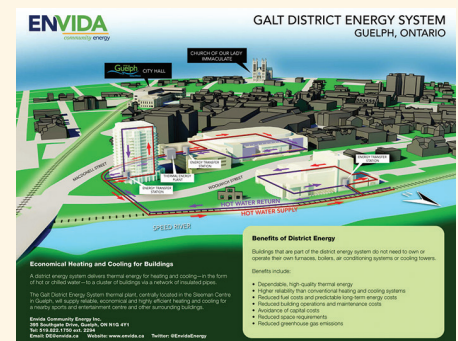 ENVIDA
community energy
GALT DISTRICT ENERGY SYSTEM
GUELPH, ONTARIO
CHURCH OF OUR LADY
IMMACULATE
Guelph
CITY HALL
MACDONELL STREET
ENERGY TRANSFER
STATION
THERMAL ENERGY
PLANT
ENERGY TRANSFER
STATION
ENERGY TRANSFER
STATION
WOOLWICH STREET
HOT WATER RETURN
HOT WATER SUPPLY
SPEED RIVER
Economical Heating and Cooling for Buildings
A district energy system delivers thermal energy for heating and cooling—in the form
of hot or chilled water—to a cluster of buildings via a network of insulated pipes.
The Galt District Energy System thermal plant, centrally located in the Sleeman Centre
in Guelph, will supply reliable, economical and highly efficient heating and cooling for
a nearby sports and entertainment centre and other surrounding buildings.
Envida Community Energy Inc.
395 Southgate Drive, Guelph, ON N1G 4Y1
Tel: 519.822.1750 ext. 2294
Email: DE@envida.ca Website: www.envida.ca Twitter: @EnvidaEnergy
Benefits of District Energy
Buildings that are part of the district energy system do not need to own or
operate their own furnaces, boilers, air conditioning systems or cooling towers.
Benefits include:
• Dependable, high-quality thermal energy
• Higher reliability than conventional heating and cooling systems
• Reduced fuel costs and predictable long-term energy costs
• Reduced building operations and maintenance costs
• Avoidance of capital costs
• Reduced space requirements
• Reduced greenhouse gas emissions